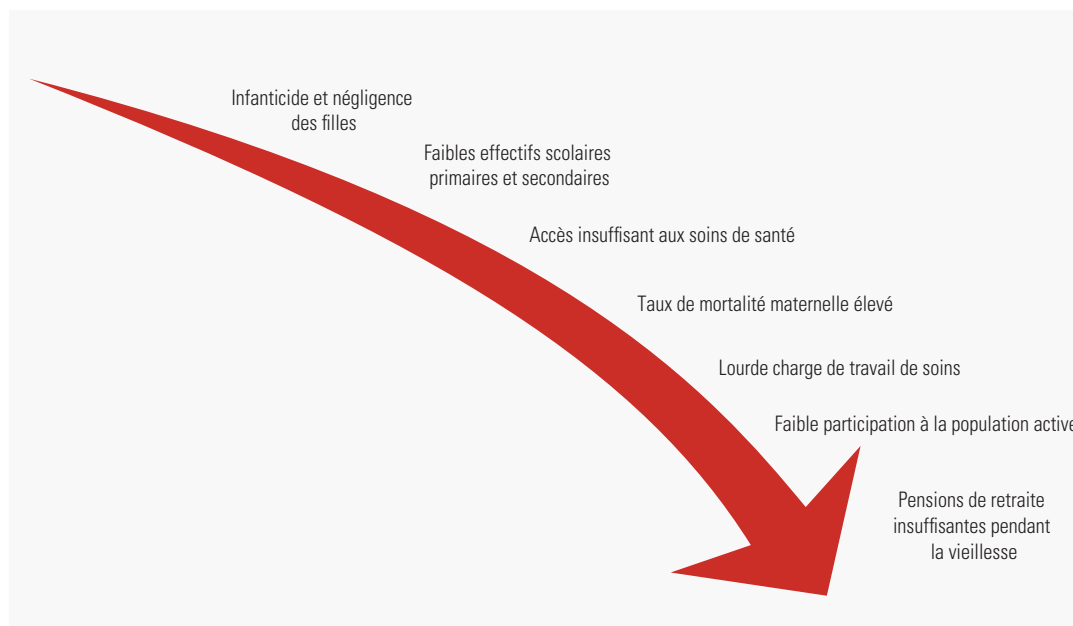 Infanticide et négligence
des filles
Faibles effectifs scolaires
primaires et secondaires
Accès insuffisant aux soins de santé
Taux de mortalité maternelle élevé
Lourde charge de travail de soins
Faible participation à la population active
Pensions de retraite
insuffisantes pendant
la vieillesse